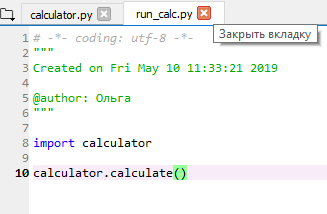 calculator.py run_calc.py
Закрыть вкладку
1 # -*- coding: utf-8 -*-
2 """
3 Created on Fri May 10 11:33:21 2019
4
5 @author: Ольга
6 """
7
8 import calculator
9
10 calculator.calculate()